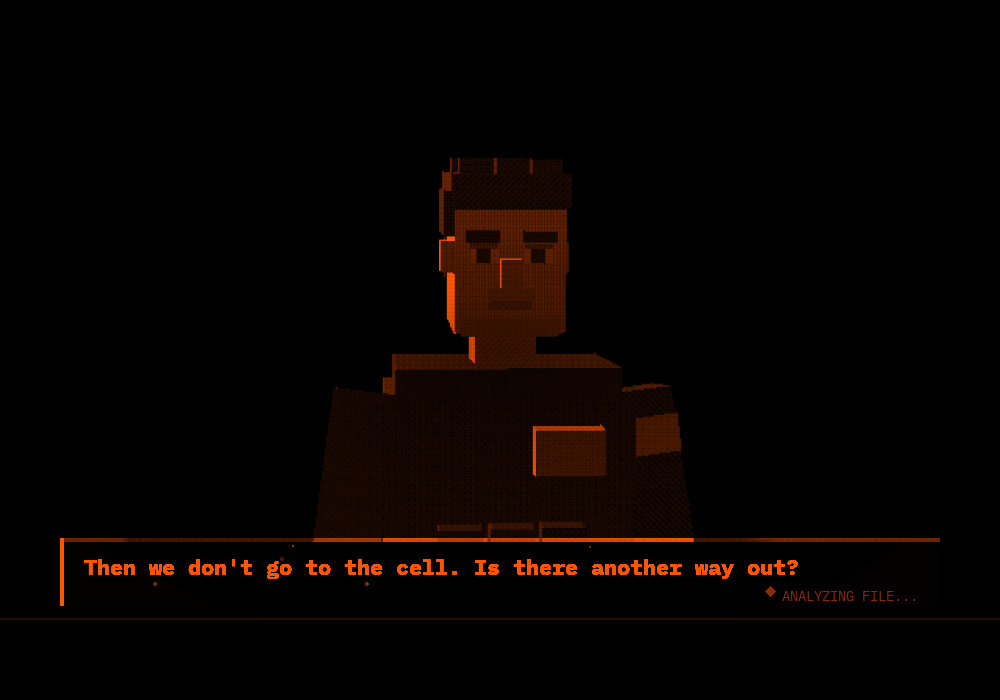 Then we don't go to the cell. Is there another way out?
ANALYZING FILE...